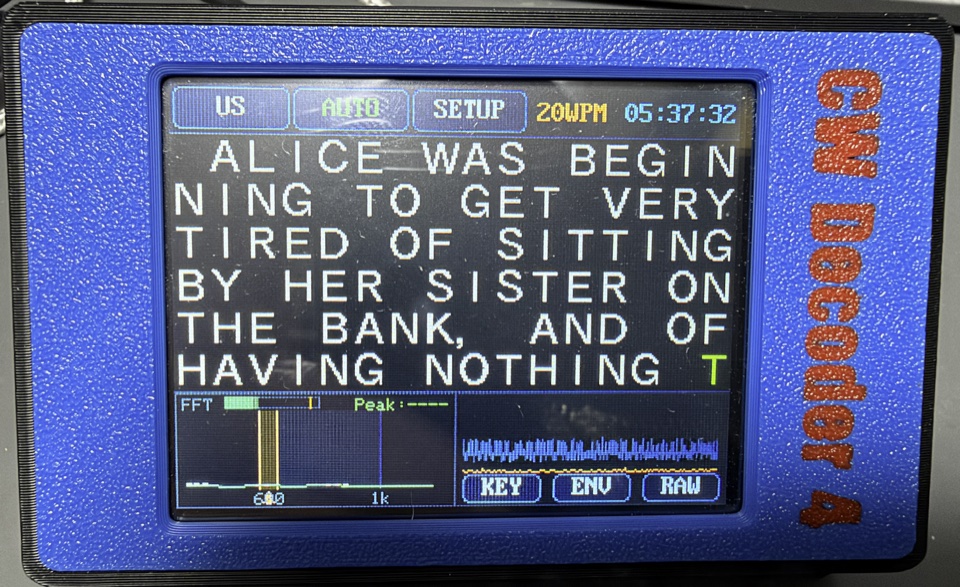 US AUTO SETUP 20WPM 05:37:32
ALICE WAS BEGIN
NING TO GET VERY
TIRED OF SITTING
BY HER SISTER ON
THE BANK, AND OF
HAVING NOTHING T
FFT Peak:----
600 1k
KEY ENV RAW
CW Decoder A